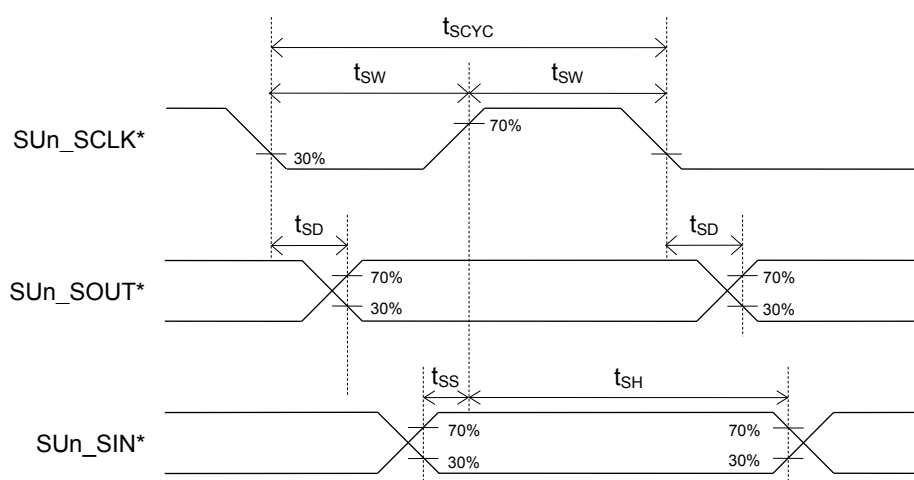 tSCYC
tSW tSW
SUn_SCLK*
70%
30%
tSD tSD
SUn_SOUT*
70% 70%
30% 30%
tSS tSH
SUn_SIN*
70% 70%
30% 30%